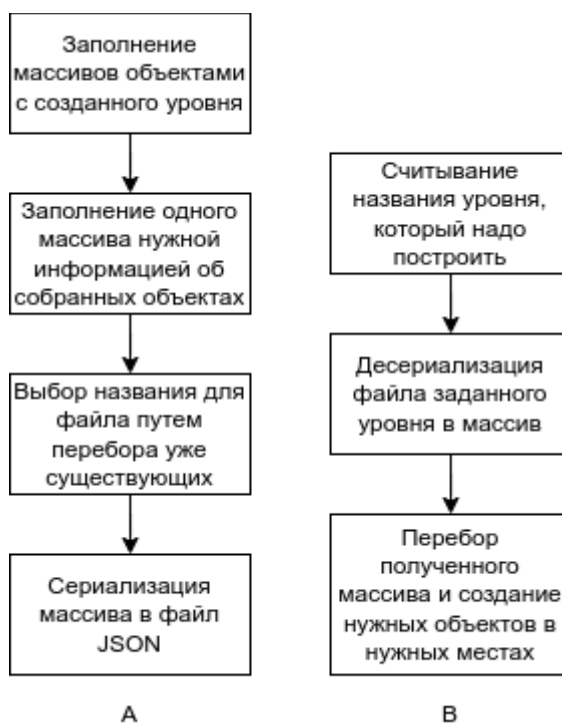 Заполнение
массивов объектами
с созданного уровня
Заполнение одного
массива нужной
информацией об
собранных объектах
Выбор названия для
файла путем
перебора уже
существующих
Сериализация
массива в файл
JSON
А
Считывание
названия уровня,
который надо
построить
Десериализация
файла заданного
уровня в массив
Перебор
полученного
массива и создание
нужных объектов в
нужных местах
В